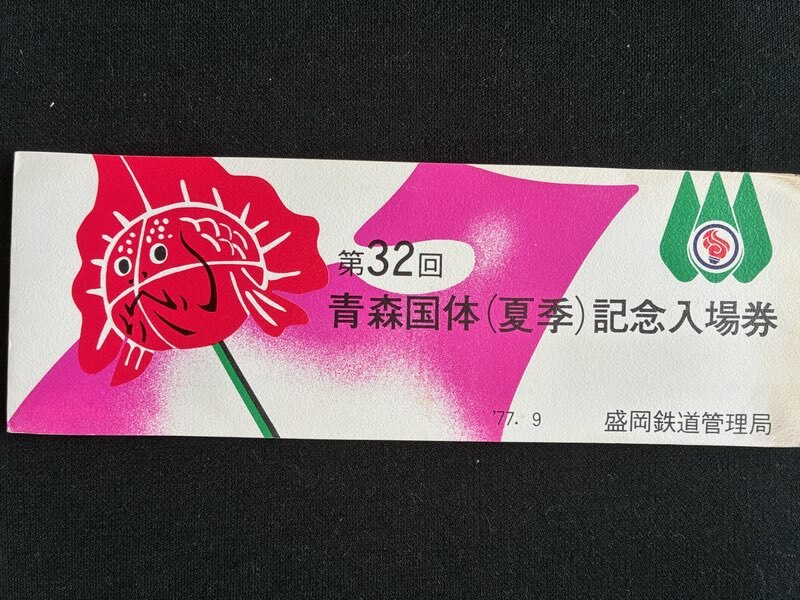 第32回
青森国体(夏季)記念入場券
'77. 9
盛岡鉄道管理局